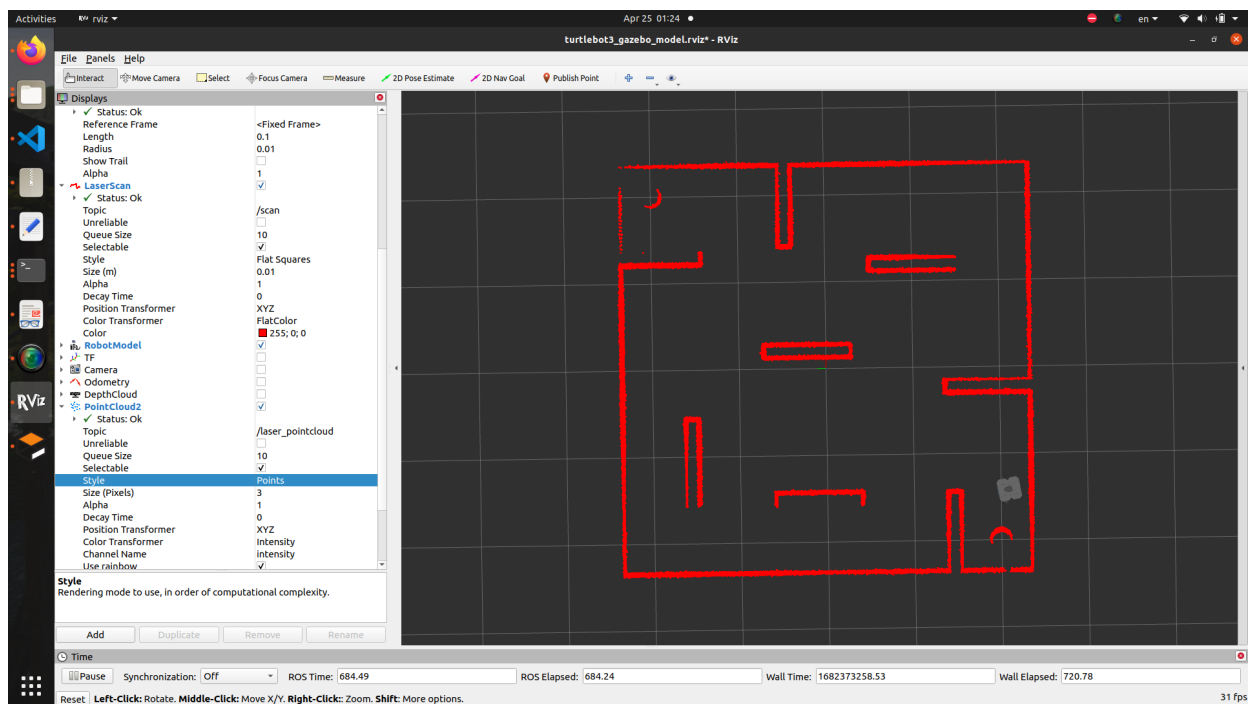 Activities RViz rviz Apr 25 01:24 en
turtlebot3_gazebo_model.rviz* - RViz
File Panels Help
Interact Move Camera Select Focus Camera Measure 2D Pose Estimate 2D Nav Goal Publish Point
Displays
Status: Ok
Reference Frame <Fixed Frame>
Length 0.1
Radius 0.01
Show Trail
Alpha 1
LaserScan
Status: Ok
Topic /scan
Unreliable
Queue Size 10
Selectable
Style Flat Squares
Size (m) 0.01
Alpha 1
Decay Time 0
Position Transformer XYZ
Color Transformer FlatColor
Color 255; 0; 0
RobotModel
TF
Camera
Odometry
DepthCloud
RViz
PointCloud2
Status: Ok
Topic /laser_pointcloud
Unreliable
Queue Size 10
Selectable
Style Points
Size (Pixels) 3
Alpha 1
Decay Time 0
Position Transformer XYZ
Color Transformer Intensity
Channel Name intensity
Use rainbow
Style
Rendering mode to use, in order of computational complexity.
Add Duplicate Remove Rename
Time
Pause Synchronization: Off ROS Time: 684.49 ROS Elapsed: 684.24 Wall Time: 1682373258.53 Wall Elapsed: 720.78
Reset Left-Click: Rotate. Middle-Click: Move X/Y. Right-Click:: Zoom. Shift: More options. 31 fps